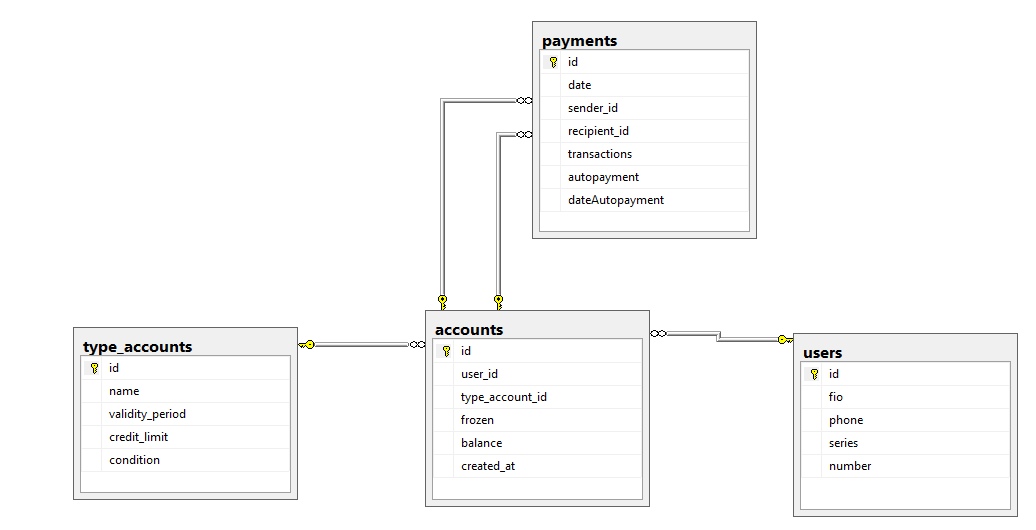 payments
id
date
sender_id
recipient_id
transactions
autopayment
dateAutopayment
type_accounts
id
name
validity_period
credit_limit
condition
accounts
id
user_id
type_account_id
frozen
balance
created_at
users
id
fio
phone
series
number